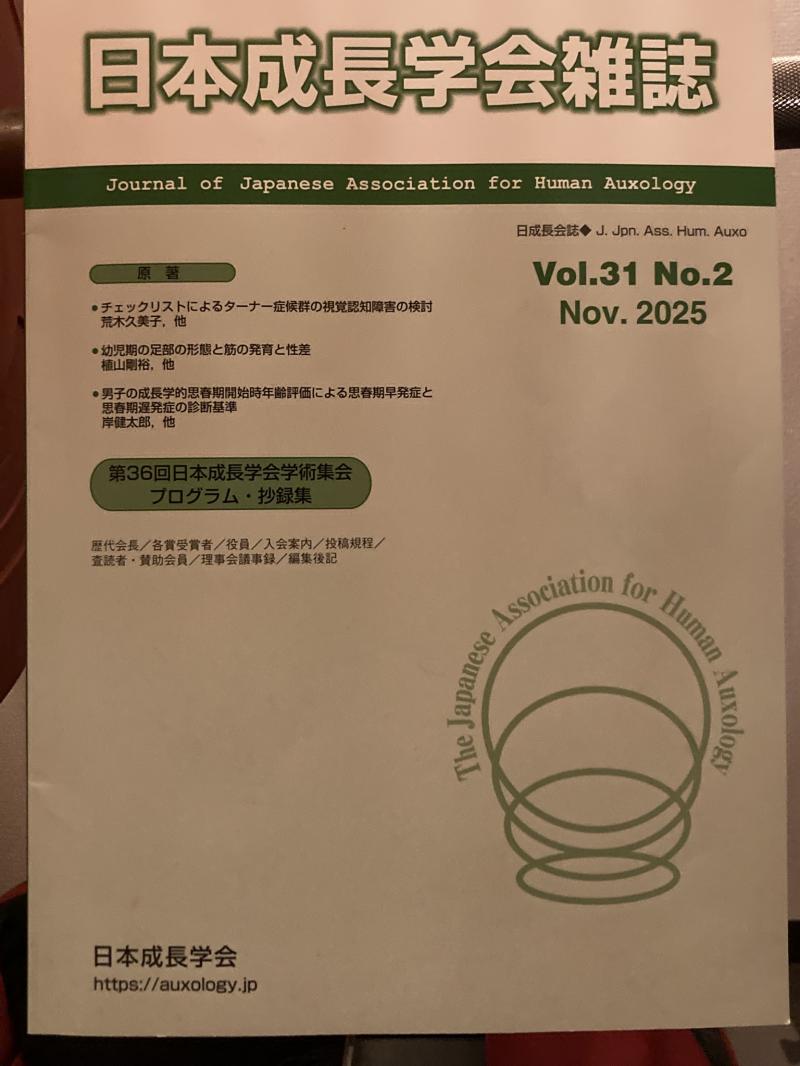 日本成長学会雑誌
Journal of Japanese Association for Human Auxology
日成長会誌◆ J. Jpn. Ass. Hum. Auxo
Vol.31 No.2
Nov. 2025
原 著
●チェックリストによるターナー症候群の視覚認知障害の検討
荒木久美子，他
●幼児期の足部の形態と筋の発育と性差
植山剛裕，他
●男子の成長学的思春期開始時年齢評価による思春期早発症と
思春期遅発症の診断基準
岸健太郎，他
第36回日本成長学会学術集会
プログラム・抄録集
歴代会長／各賞受賞者／役員／入会案内／投稿規程／
査読者・賛助会員／理事会議事録／編集後記
The Japanese Association for Human Auxology
日本成長学会
https://auxology.jp